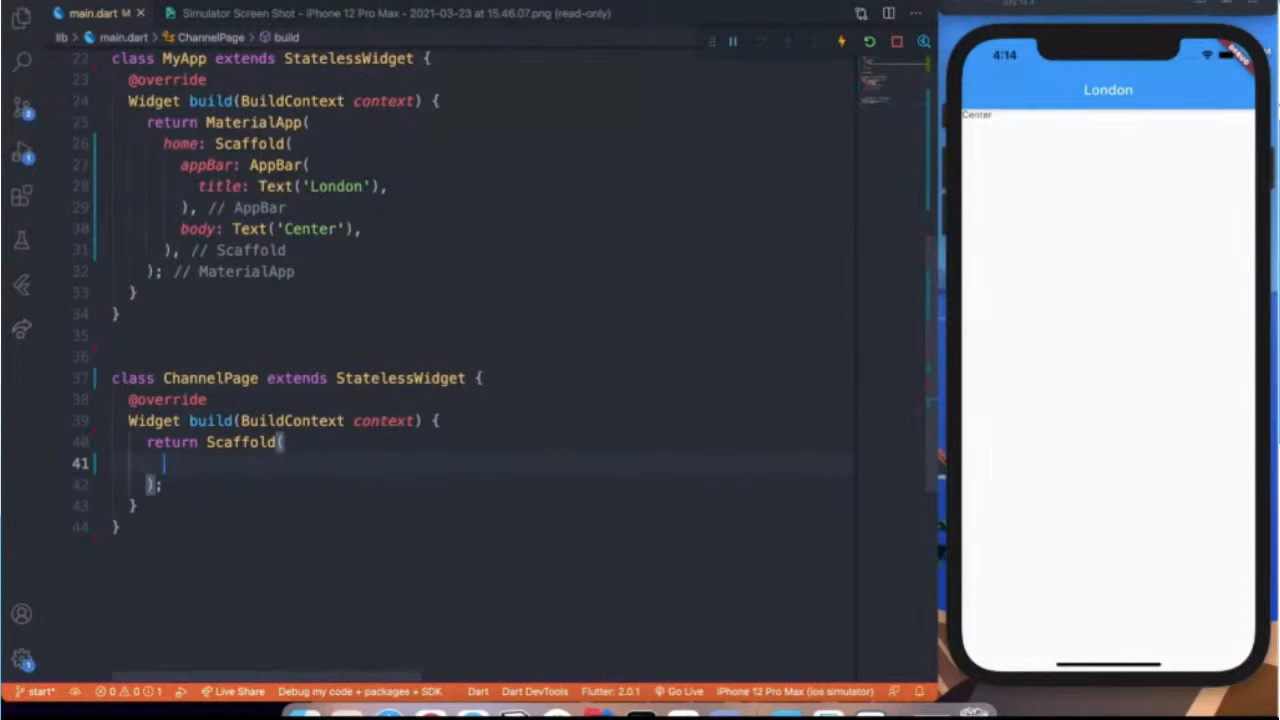 main.dart M
Simulator Screen Shot - iPhone 12 Pro Max - 2021-03-23 at 15.46.07.png (read-only)
lib > main.dart > ChannelPage > build
22 class MyApp extends StatelessWidget {
23 @override
24 Widget build(BuildContext context) {
25 return MaterialApp(
26 home: Scaffold(
27 appBar: AppBar(
28 title: Text('London'),
29 ), // AppBar
30 body: Text('Center'),
31 ), // Scaffold
32 ); // MaterialApp
33 }
34 }
35
36
37 class ChannelPage extends StatelessWidget {
38 @override
39 Widget build(BuildContext context) {
40 return Scaffold(
41
42 );
43 }
44 }
start* 0 0 1 Live Share Debug my code + packages + SDK Dart Dart DevTools Flutter: 2.0.1 Go Live iPhone 12 Pro Max (ios simulator)
4:14
DEBUG
London
Center